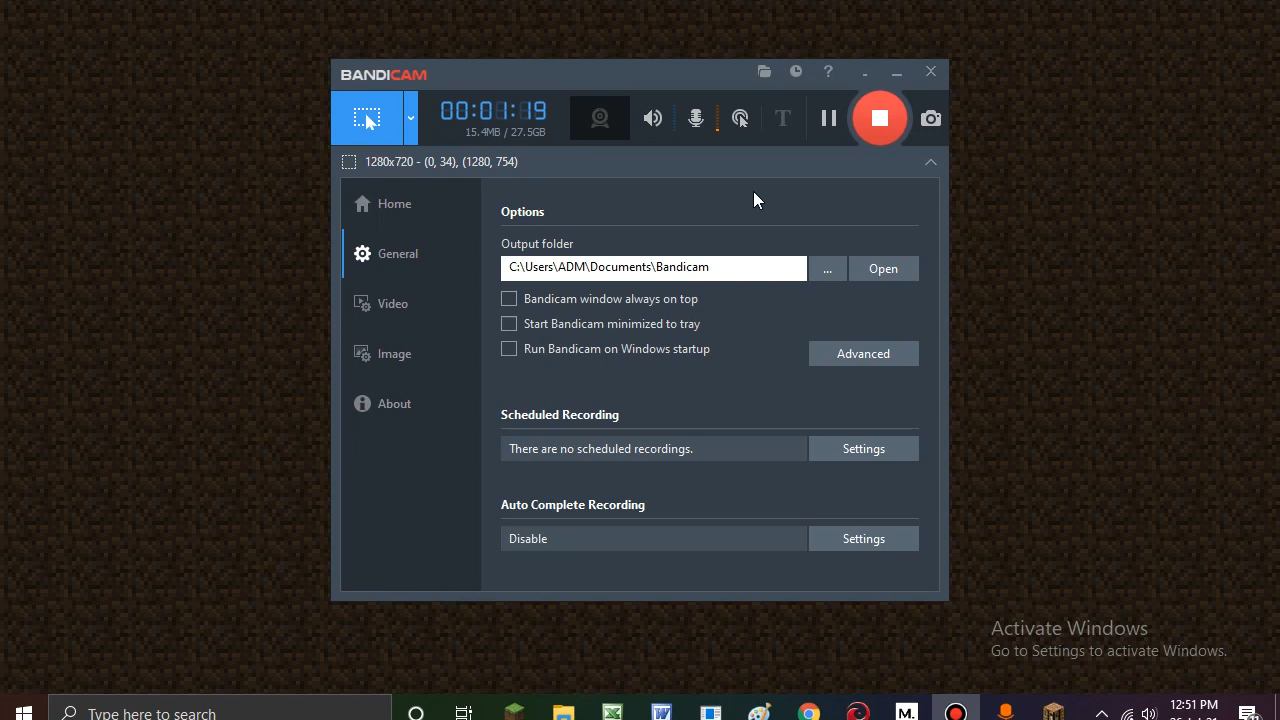 BANDICAM
?
00:01:19
15.4MB / 27.5GB
T
1280x720 - (0, 34), (1280, 754)
Home
General
Video
Image
About
Options
Output folder
C:\Users\ADM\Documents\Bandicam
...
Open
Bandicam window always on top
Start Bandicam minimized to tray
Run Bandicam on Windows startup
Advanced
Scheduled Recording
There are no scheduled recordings.
Settings
Auto Complete Recording
Disable
Settings
Activate Windows
Go to Settings to activate Windows.
Type here to search
M.
12:51 PM